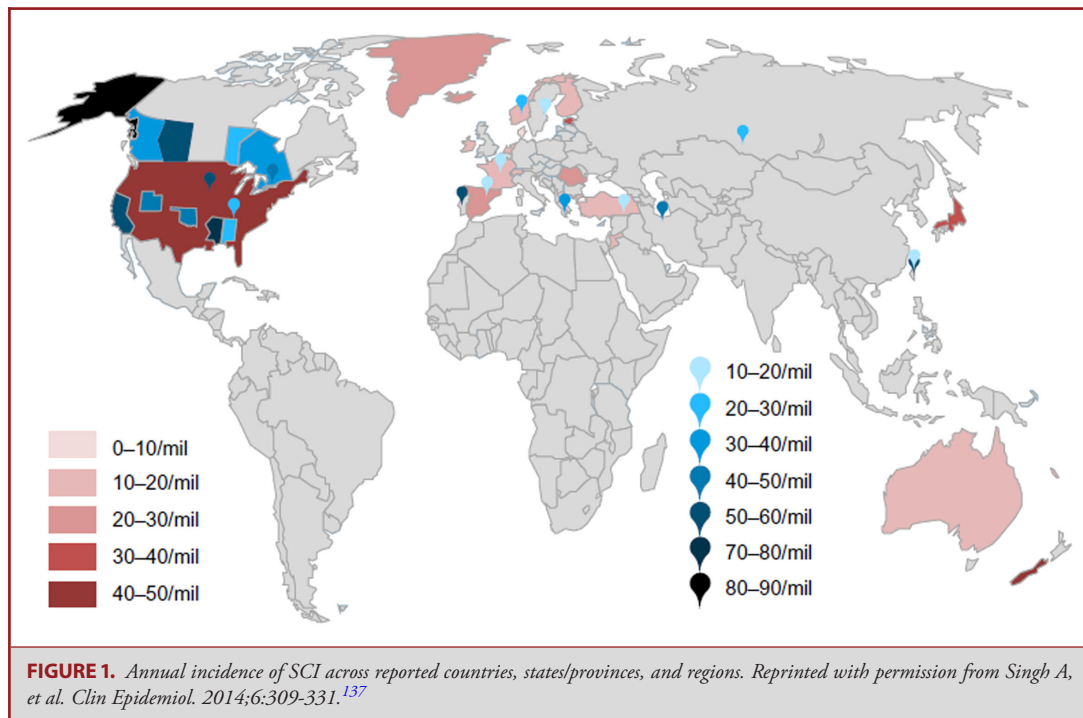 0–10/mil
10–20/mil
20–30/mil
30–40/mil
40–50/mil
10–20/mil
20–30/mil
30–40/mil
40–50/mil
50–60/mil
70–80/mil
80–90/mil
FIGURE 1. Annual incidence of SCI across reported countries, states/provinces, and regions. Reprinted with permission from Singh A,
et al. Clin Epidemiol. 2014;6:309-331.137